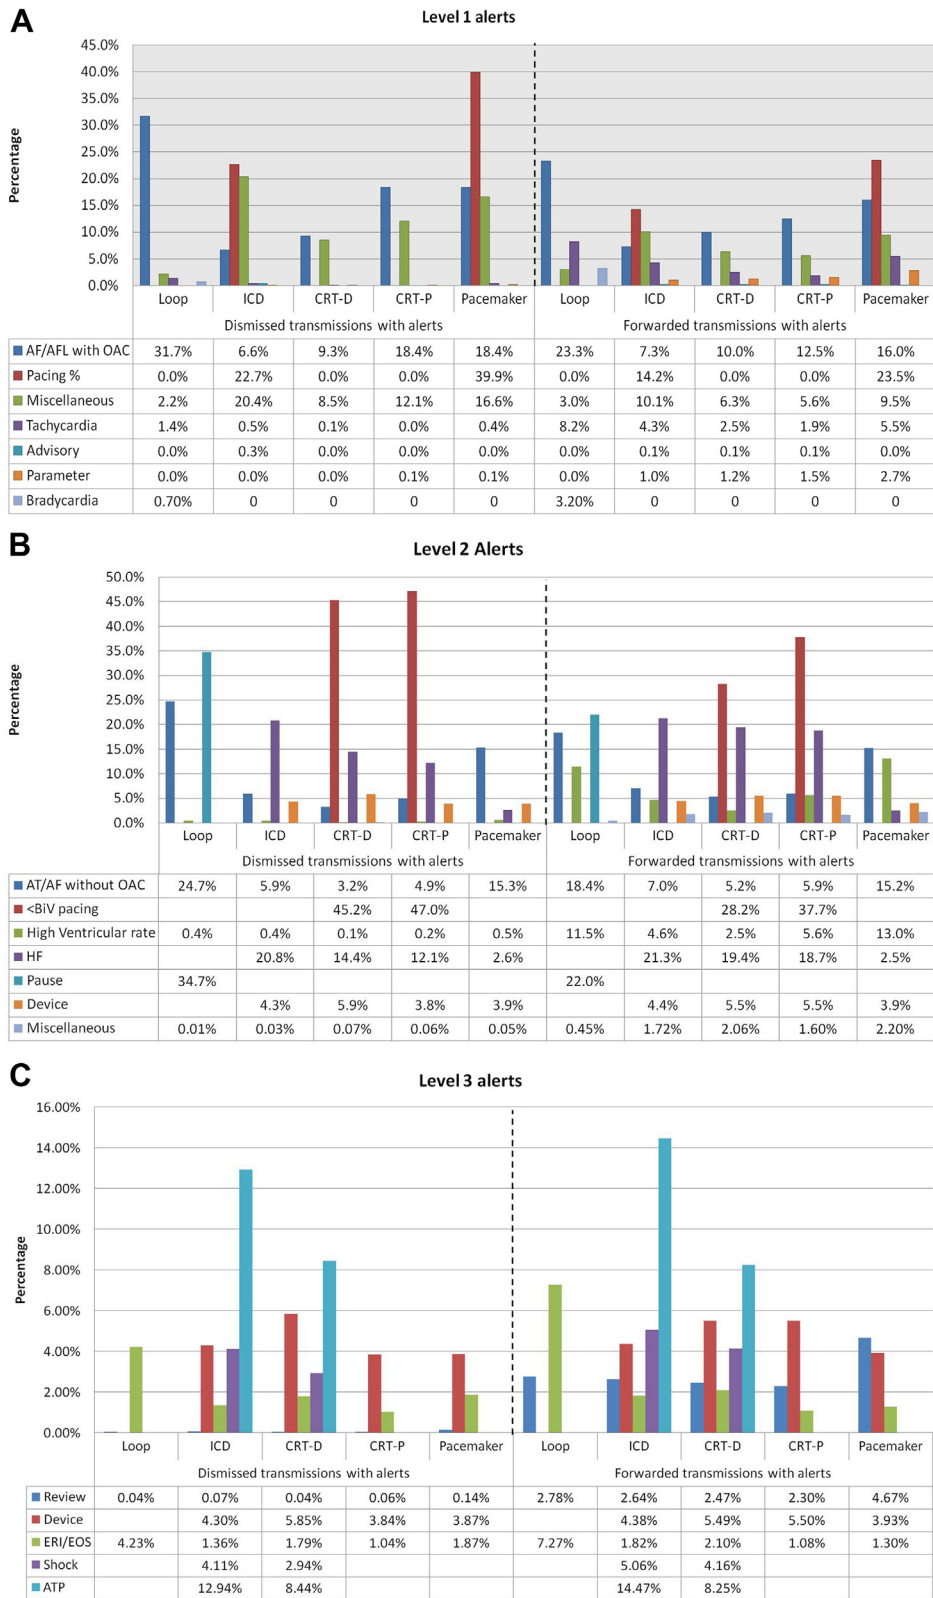 A
Level 1 alerts
45.0%
40.0%
35.0%
30.0%
25.0%
20.0%
15.0%
10.0%
5.0%
0.0%
Percentage
Loop ICD CRT-D CRT-P Pacemaker Loop ICD CRT-D CRT-P Pacemaker
Dismissed transmissions with alerts Forwarded transmissions with alerts
AF/AFL with OAC 31.7% 6.6% 9.3% 18.4% 18.4% 23.3% 7.3% 10.0% 12.5% 16.0%
Pacing % 0.0% 22.7% 0.0% 0.0% 39.9% 0.0% 14.2% 0.0% 0.0% 23.5%
Miscellaneous 2.2% 20.4% 8.5% 12.1% 16.6% 3.0% 10.1% 6.3% 5.6% 9.5%
Tachycardia 1.4% 0.5% 0.1% 0.0% 0.4% 8.2% 4.3% 2.5% 1.9% 5.5%
Advisory 0.0% 0.3% 0.0% 0.0% 0.0% 0.0% 0.1% 0.1% 0.1% 0.0%
Parameter 0.0% 0.0% 0.0% 0.1% 0.1% 0.0% 1.0% 1.2% 1.5% 2.7%
Bradycardia 0.70% 0 0 0 0 3.20% 0 0 0 0
B
Level 2 Alerts
50.0%
45.0%
40.0%
35.0%
30.0%
25.0%
20.0%
15.0%
10.0%
5.0%
0.0%
Percentage
Loop ICD CRT-D CRT-P Pacemaker Loop ICD CRT-D CRT-P Pacemaker
Dismissed transmissions with alerts Forwarded transmissions with alerts
AT/AF without OAC 24.7% 5.9% 3.2% 4.9% 15.3% 18.4% 7.0% 5.2% 5.9% 15.2%
<BiV pacing 45.2% 47.0% 28.2% 37.7%
High Ventricular rate 0.4% 0.4% 0.1% 0.2% 0.5% 11.5% 4.6% 2.5% 5.6% 13.0%
HF 20.8% 14.4% 12.1% 2.6% 21.3% 19.4% 18.7% 2.5%
Pause 34.7% 22.0%
Device 4.3% 5.9% 3.8% 3.9% 4.4% 5.5% 5.5% 3.9%
Miscellaneous 0.01% 0.03% 0.07% 0.06% 0.05% 0.45% 1.72% 2.06% 1.60% 2.20%
C
Level 3 alerts
16.00%
14.00%
12.00%
10.00%
8.00%
6.00%
4.00%
2.00%
0.00%
Percentage
Loop ICD CRT-D CRT-P Pacemaker Loop ICD CRT-D CRT-P Pacemaker
Dismissed transmissions with alerts Forwarded transmissions with alerts
Review 0.04% 0.07% 0.04% 0.06% 0.14% 2.78% 2.64% 2.47% 2.30% 4.67%
Device 4.30% 5.85% 3.84% 3.87% 4.38% 5.49% 5.50% 3.93%
ERI/EOS 4.23% 1.36% 1.79% 1.04% 1.87% 7.27% 1.82% 2.10% 1.08% 1.30%
Shock 4.11% 2.94% 5.06% 4.16%
ATP 12.94% 8.44% 14.47% 8.25%